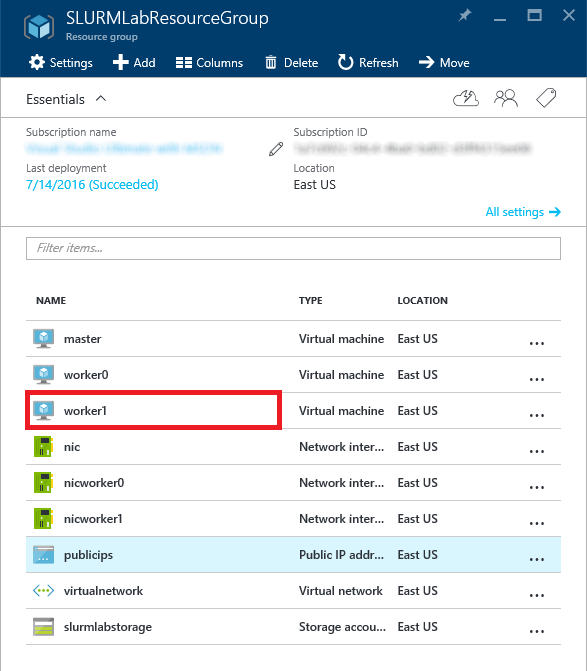 SLURMLabResourceGroup
Resource group
Settings Add Columns Delete Refresh Move
Essentials
Subscription name Subscription ID
Last deployment Location
7/14/2016 (Succeeded) East US
All settings
Filter items...
NAME TYPE LOCATION
master Virtual machine East US ...
worker0 Virtual machine East US ...
worker1 Virtual machine East US ...
nic Network inter... East US ...
nicworker0 Network inter... East US ...
nicworker1 Network inter... East US ...
publicips Public IP addr... East US ...
virtualnetwork Virtual network East US ...
slurmlabstorage Storage accou... East US ...